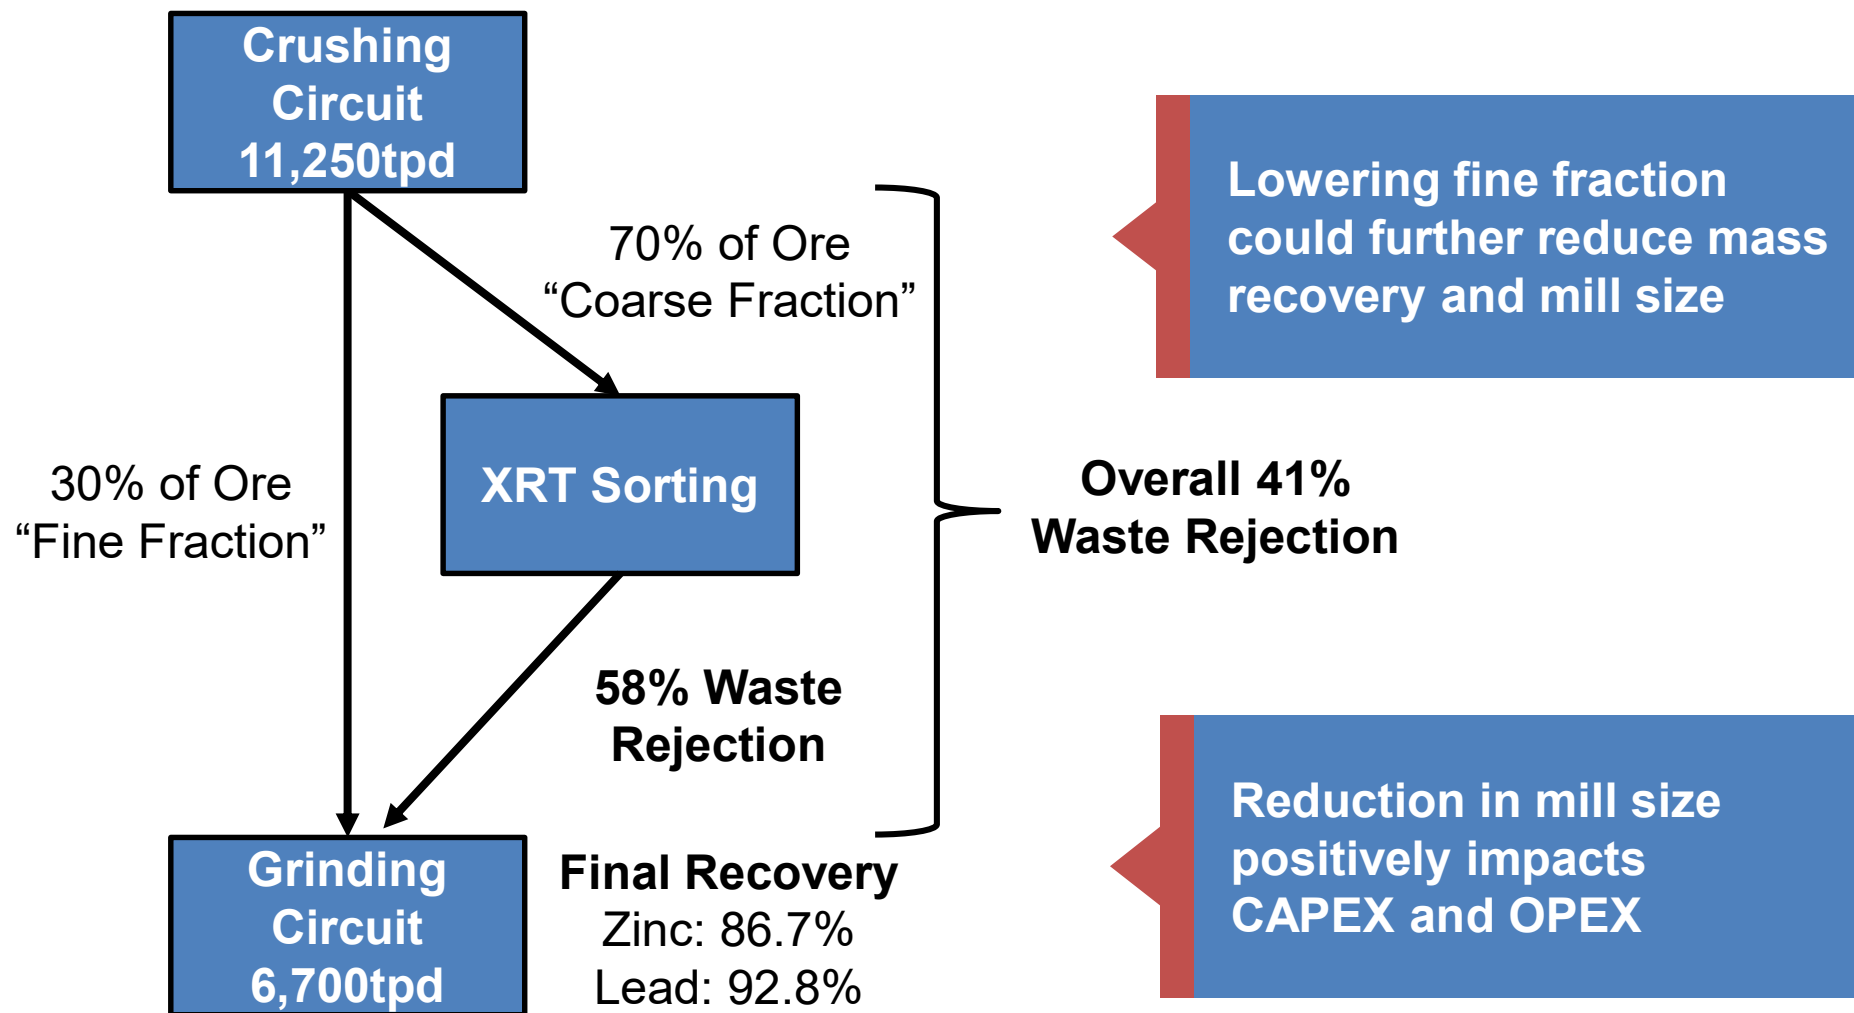 Crushing
Circuit
11,250tpd
70% of Ore
“Coarse Fraction”
Lowering fine fraction
could further reduce mass
recovery and mill size
30% of Ore
“Fine Fraction”
XRT Sorting
Overall 41%
Waste Rejection
58% Waste
Rejection
Grinding
Circuit
6,700tpd
Final Recovery
Zinc: 86.7%
Lead: 92.8%
Reduction in mill size
positively impacts
CAPEX and OPEX